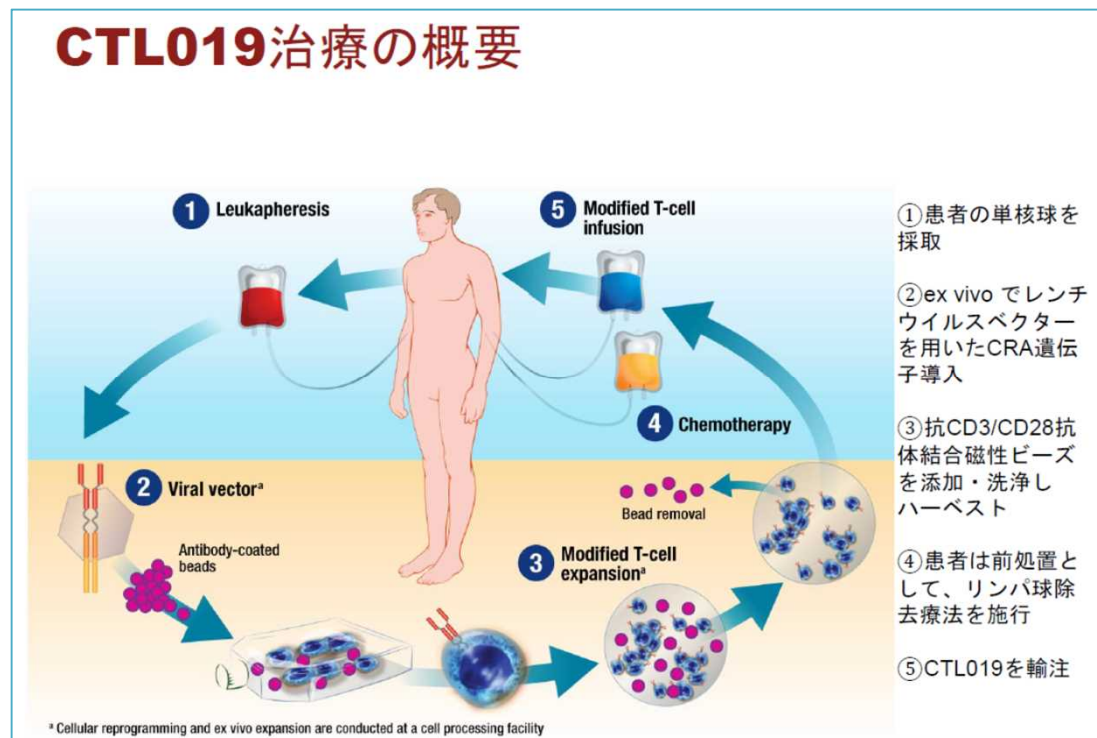 CTL019治療の概要
1 Leukapheresis
5 Modified T-cell
infusion
4 Chemotherapy
2 Viral vectorᵃ
Antibody-coated
beads
Bead removal
3 Modified T-cell
expansionᵃ
ᵃ Cellular reprogramming and ex vivo expansion are conducted at a cell processing facility
①患者の単核球を
採取
②ex vivo でレンチ
ウイルスベクター
を用いたCRA遺伝
子導入
③抗CD3/CD28抗
体結合磁性ビーズ
を添加・洗浄し
ハーベスト
④患者は前処置と
して、リンパ球除
去療法を施行
⑤CTL019を輸注